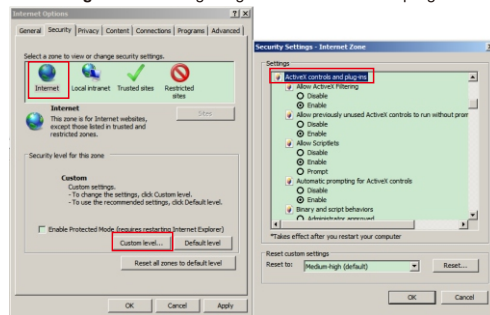 Internet Options
General Security Privacy Content Connections Programs Advanced
Select a zone to view or change security settings.
Internet Local intranet Trusted sites Restricted sites
Internet
This zone is for Internet websites,
except those listed in trusted and
restricted zones.
Sites
Security level for this zone
Custom
Custom settings.
- To change the settings, click Custom level.
- To use the recommended settings, click Default level.
Enable Protected Mode (requires restarting Internet Explorer)
Custom level... Default level
Reset all zones to default level
OK Cancel Apply
Security Settings - Internet Zone
Settings
ActiveX controls and plug-ins
Allow ActiveX Filtering
Disable
Enable
Allow previously unused ActiveX controls to run without prom
Disable
Enable
Allow Scriptlets
Disable
Enable
Prompt
Automatic prompting for ActiveX controls
Disable
Enable
Binary and script behaviors
Administrator approved
*Takes effect after you restart your computer
Reset custom settings
Reset to: Medium-high (default) Reset...
OK Cancel